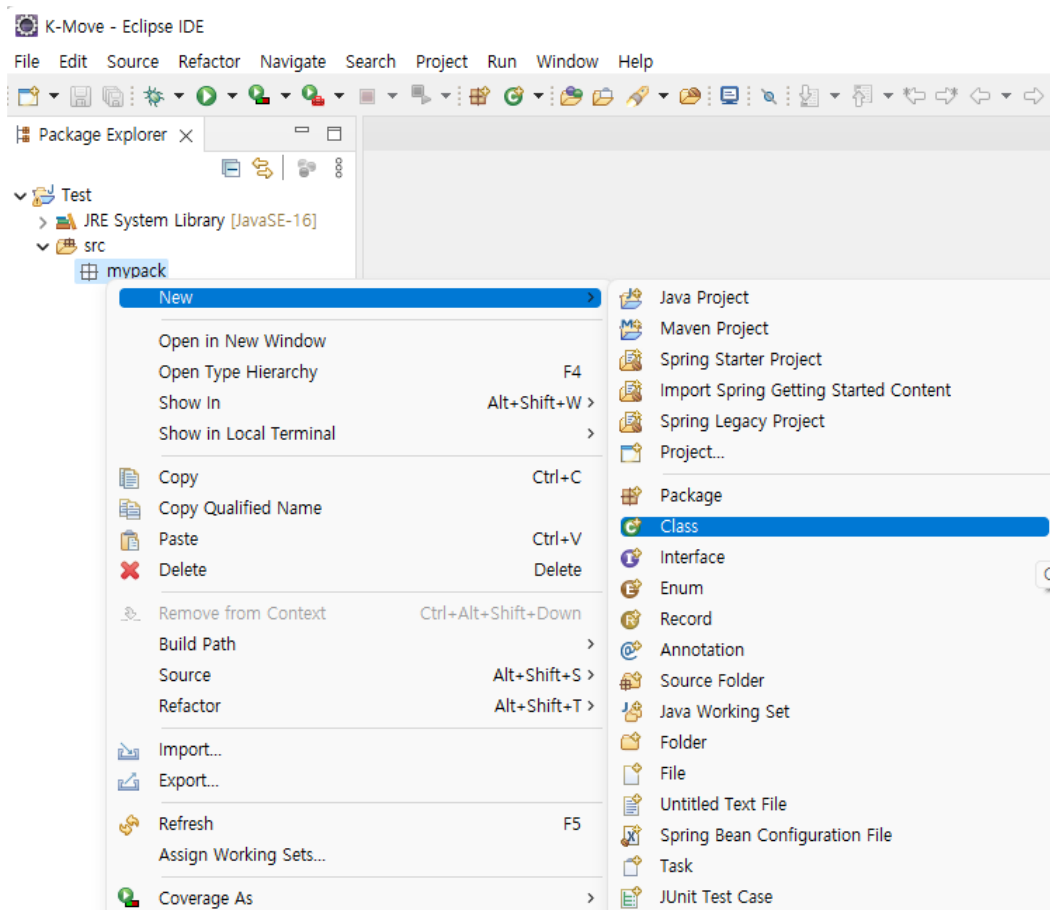 K-Move - Eclipse IDE
File Edit Source Refactor Navigate Search Project Run Window Help
Package Explorer
Test
JRE System Library [JavaSE-16]
src
mypack
New
Open in New Window
Open Type Hierarchy F4
Show In Alt+Shift+W >
Show in Local Terminal >
Copy Ctrl+C
Copy Qualified Name
Paste Ctrl+V
Delete Delete
Remove from Context Ctrl+Alt+Shift+Down
Build Path >
Source Alt+Shift+S >
Refactor Alt+Shift+T >
Import...
Export...
Refresh F5
Assign Working Sets...
Coverage As >
Java Project
Maven Project
Spring Starter Project
Import Spring Getting Started Content
Spring Legacy Project
Project...
Package
Class
Interface
Enum
Record
Annotation
Source Folder
Java Working Set
Folder
File
Untitled Text File
Spring Bean Configuration File
Task
JUnit Test Case